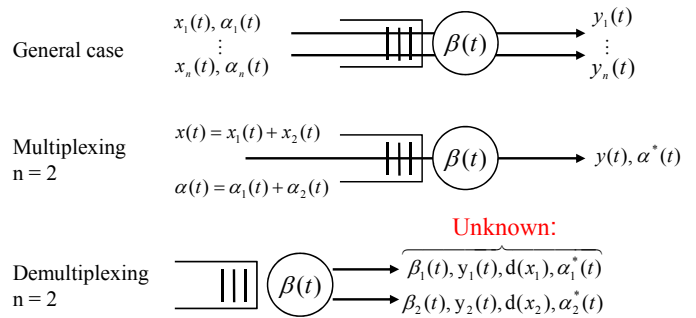 General case
x₁(t), α₁(t)
⋮
xₙ(t), αₙ(t)
β(t)
y₁(t)
⋮
yₙ(t)
Multiplexing
n = 2
x(t) = x₁(t) + x₂(t)
α(t) = α₁(t) + α₂(t)
β(t)
y(t), α*(t)
Demultiplexing
n = 2
β(t)
Unknown:
β₁(t), y₁(t), d(x₁), α₁*(t)
β₂(t), y₂(t), d(x₂), α₂*(t)